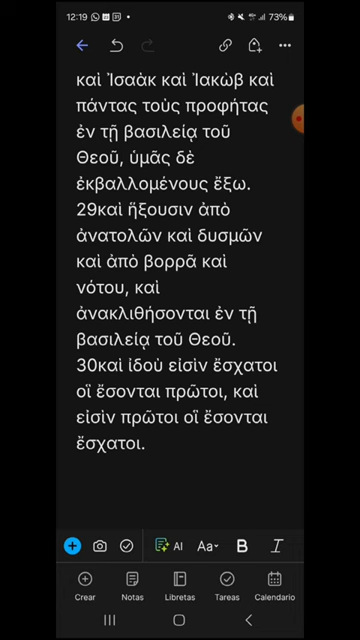 12:19
73%
καὶ Ἰσαὰκ καὶ Ἰακὼβ καὶ
πάντας τοὺς προφήτας
ἐν τῇ βασιλείᾳ τοῦ
Θεοῦ, ὑμᾶς δὲ
ἐκβαλλομένους ἔξω.
29καὶ ἥξουσιν ἀπὸ
ἀνατολῶν καὶ δυσμῶν
καὶ ἀπὸ βορρᾶ καὶ
νότου, καὶ
ἀνακλιθήσονται ἐν τῇ
βασιλείᾳ τοῦ Θεοῦ.
30καὶ ἰδοὺ εἰσὶν ἔσχατοι
οἳ ἔσονται πρῶτοι, καὶ
εἰσὶν πρῶτοι οἳ ἔσονται
ἔσχατοι.
AI Aa B I
Crear Notas Libretas Tareas Calendario